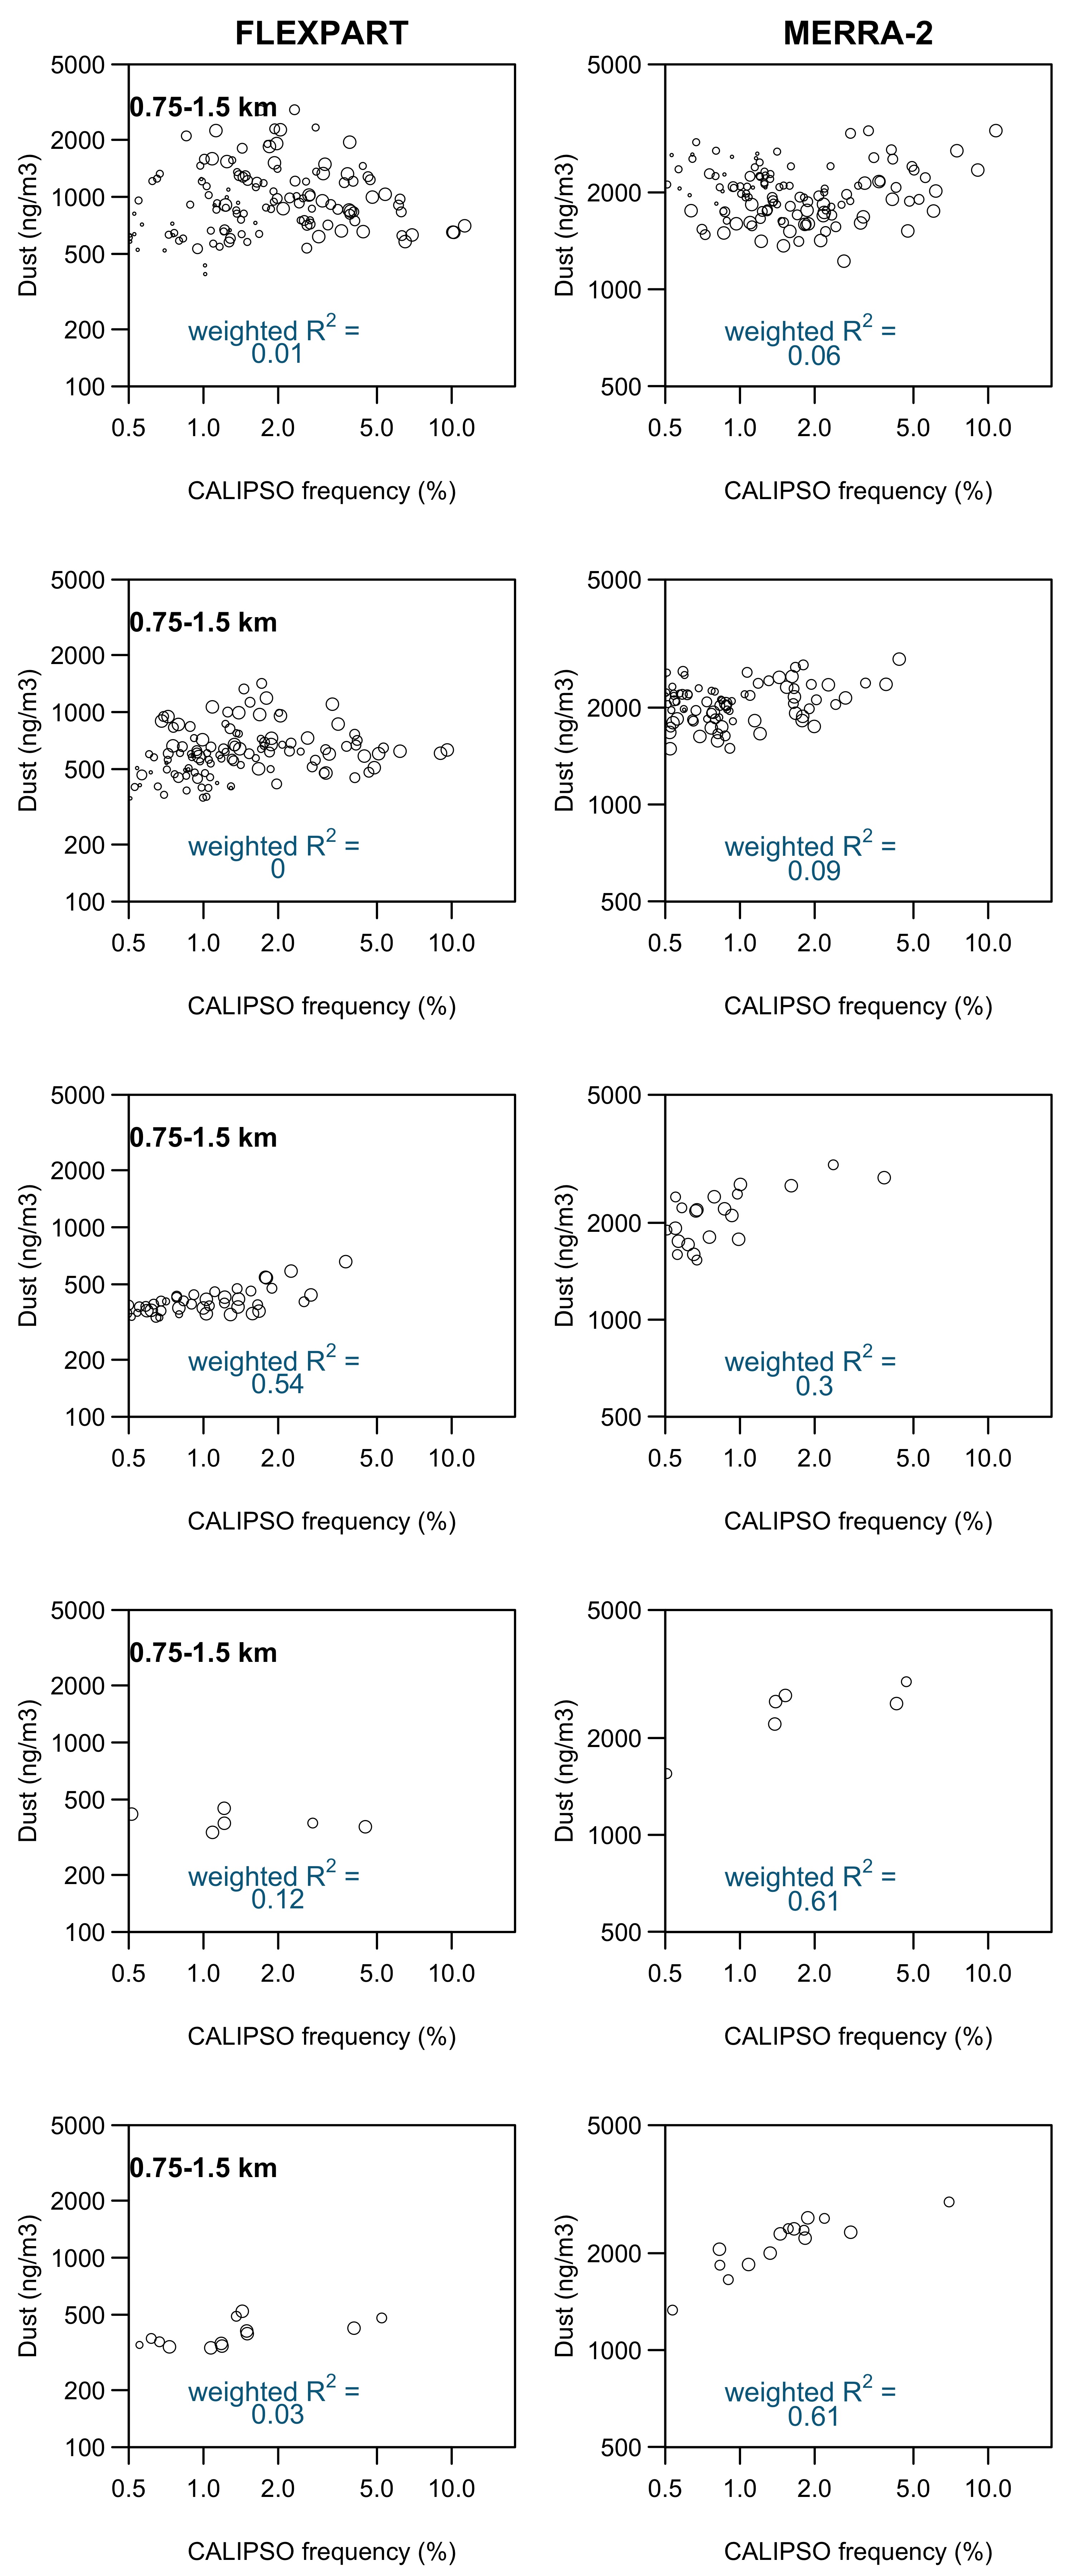 FLEXPART
MERRA-2
5000
2000
1000
500
200
100
Dust (ng/m3)
0.75-1.5 km
weighted R2 =
0.01
0.5 1.0 2.0 5.0 10.0
CALIPSO frequency (%)
5000
2000
1000
500
Dust (ng/m3)
weighted R2 =
0.06
0.5 1.0 2.0 5.0 10.0
CALIPSO frequency (%)
5000
2000
1000
500
200
100
Dust (ng/m3)
0.75-1.5 km
weighted R2 =
0
0.5 1.0 2.0 5.0 10.0
CALIPSO frequency (%)
5000
2000
1000
500
Dust (ng/m3)
weighted R2 =
0.09
0.5 1.0 2.0 5.0 10.0
CALIPSO frequency (%)
5000
2000
1000
500
200
100
Dust (ng/m3)
0.75-1.5 km
weighted R2 =
0.54
0.5 1.0 2.0 5.0 10.0
CALIPSO frequency (%)
5000
2000
1000
500
Dust (ng/m3)
weighted R2 =
0.3
0.5 1.0 2.0 5.0 10.0
CALIPSO frequency (%)
5000
2000
1000
500
200
100
Dust (ng/m3)
0.75-1.5 km
weighted R2 =
0.12
0.5 1.0 2.0 5.0 10.0
CALIPSO frequency (%)
5000
2000
1000
500
Dust (ng/m3)
weighted R2 =
0.61
0.5 1.0 2.0 5.0 10.0
CALIPSO frequency (%)
5000
2000
1000
500
200
100
Dust (ng/m3)
0.75-1.5 km
weighted R2 =
0.03
0.5 1.0 2.0 5.0 10.0
CALIPSO frequency (%)
5000
2000
1000
500
Dust (ng/m3)
weighted R2 =
0.61
0.5 1.0 2.0 5.0 10.0
CALIPSO frequency (%)